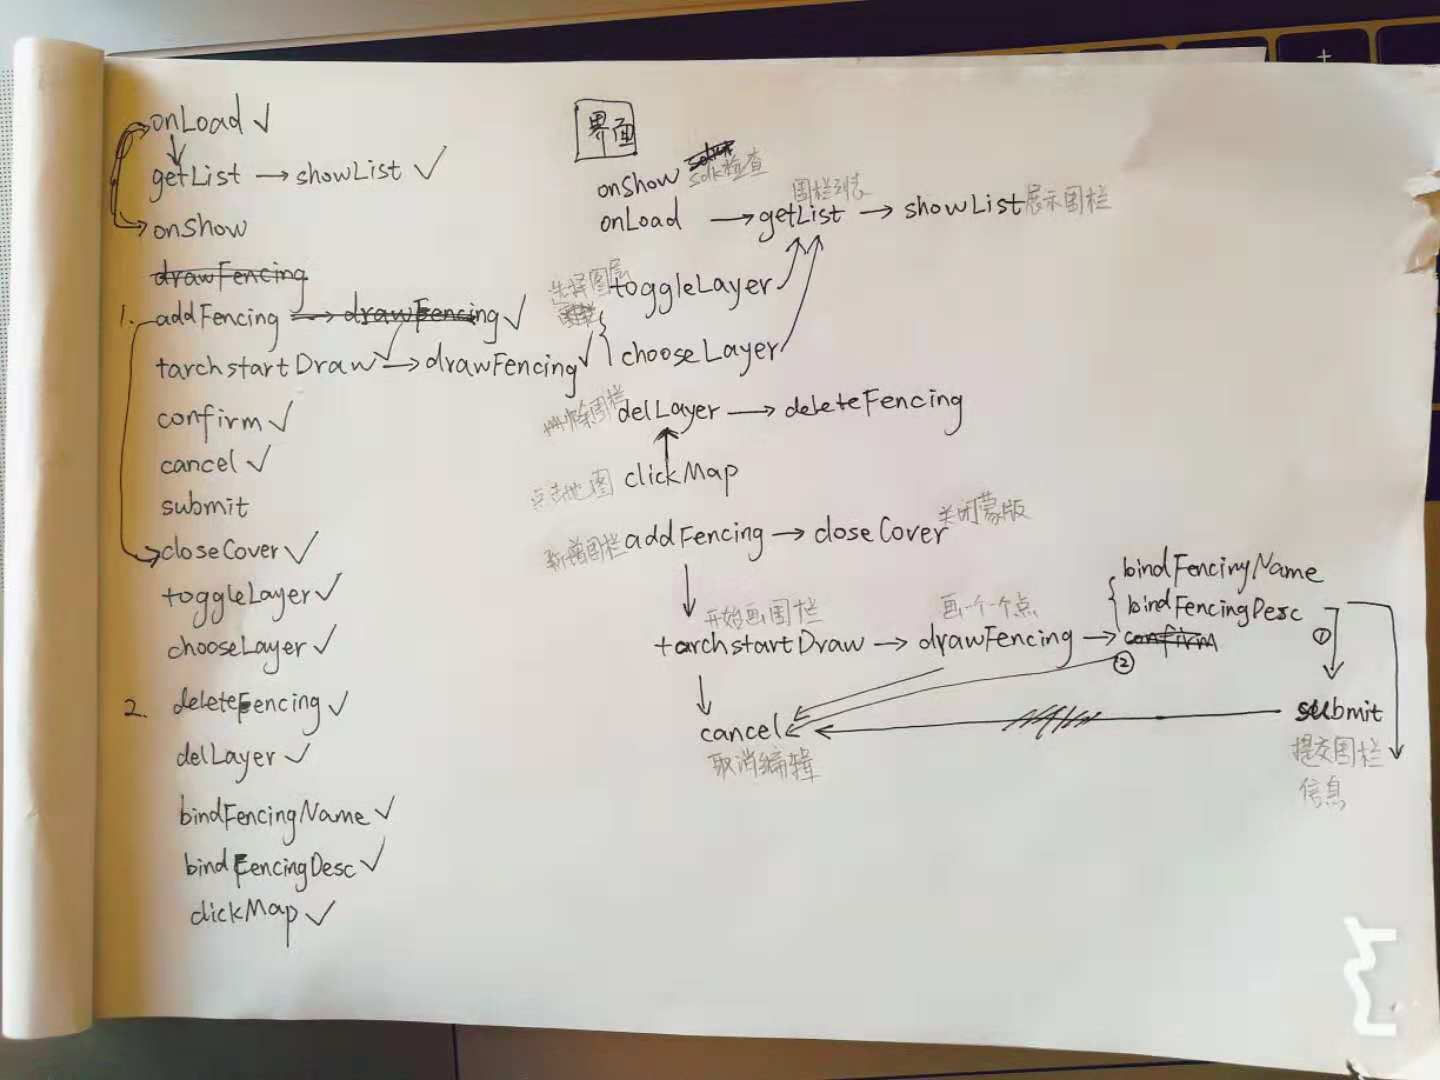 onLoad ✓
getList → showList ✓
onShow
drawFencing
1. addFencing → drawFencing ✓
tarchstartDraw ✓ → drawFencing ✓
confirm ✓
cancel ✓
submit
closeCover ✓
toggleLayer ✓
chooseLayer ✓
2. deleteFencing ✓
delLayer ✓
bindFencingName ✓
bindFencingDesc ✓
clickMap ✓
界面
onShow sdk检查
围栏列表
onLoad → getList → showList 展示围栏
选择图层 toggleLayer
chooseLayer
删除围栏 delLayer → deleteFencing
点击地图 clickMap
新增围栏 addFencing → closeCover 关闭蒙版
bindFencingName
开始画围栏 画一个个点 bindFencingDesc
tarchstartDraw → drawFencing → confirm ①
②
cancel submit
取消编辑 提交围栏
信息